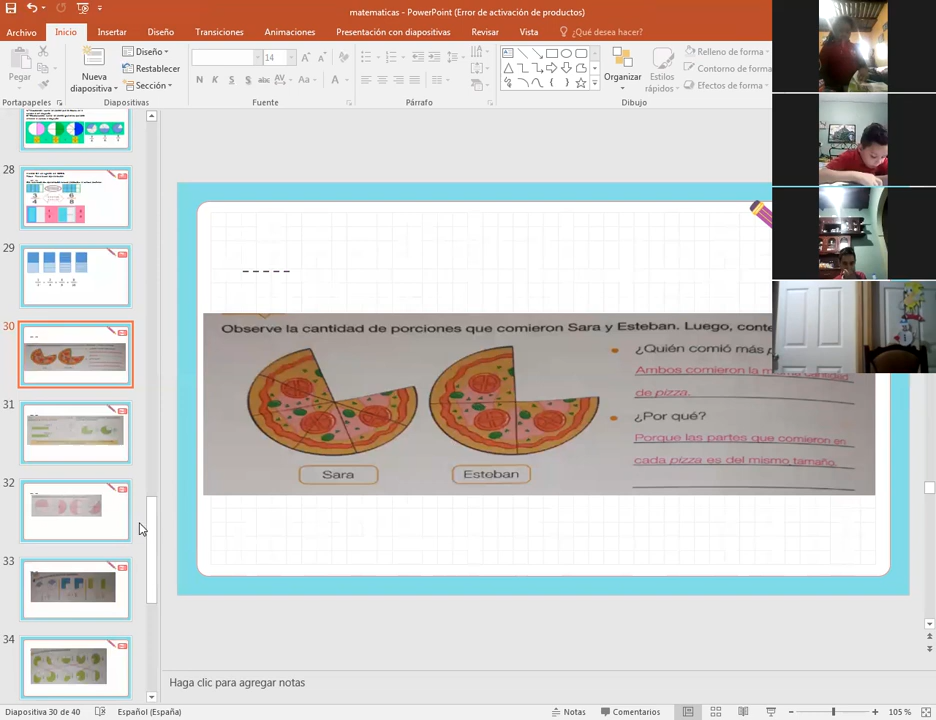 matematicas - PowerPoint (Error de activación de productos)
Archivo Inicio Insertar Diseño Transiciones Animaciones Presentación con diapositivas Revisar Vista ¿Qué desea hacer?
Pegar
Nueva diapositiva
Diseño
Restablecer
Sección
14
N K S abc AV Aa A
Organizar
Estilos rápidos
Relleno de forma
Contorno de forma
Efectos de forma
Portapapeles Diapositivas Fuente Párrafo Dibujo
28
29
30
31
32
33
34
-----
Observe la cantidad de porciones que comieron Sara y Esteban. Luego,
¿Quién comió más
Ambos comieron la
de pizza.
¿Por qué?
Porque las partes que comieron en
cada pizza es del mismo tamaño.
Sara
Esteban
Haga clic para agregar notas
Diapositiva 30 de 40 Español (España) Notas Comentarios 105 %